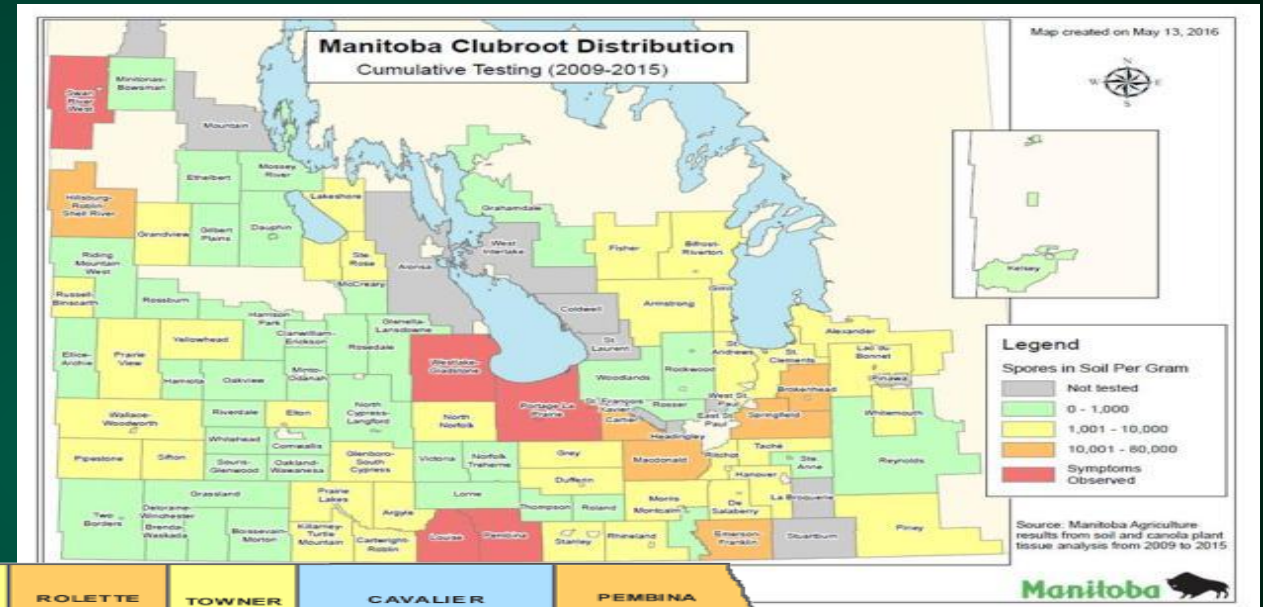 Manitoba Clubroot Distribution
Cumulative Testing (2009-2015)
Map created on May 13, 2016
N
W E
S
Swan
River
West
Minitonas-
Bowsman
Mountain
Ethelbert
Mossey
River
Hillsburg-
Roblin-
Shell River
Grandview
Gilbert
Plains
Dauphin
Lakeshore
Ste.
Rose
McCreary
Alonsa
Grahamdale
West
Interlake
Fisher
Bifrost-
Riverton
Kelsey
Riding
Mountain
West
Russell-
Binscarth
Rossburn
Harrison
Park
Clanwilliam-
Erickson
Glenella-
Lansdowne
Rosedale
Coldwell
St.
Laurent
Armstrong
Gimli
Alexander
Ellice-
Archie
Prairie
View
Yellowhead
Hamiota
Oakview
Minto-
Odanah
Westlake-
Gladstone
Portage La
Prairie
Woodlands
Rockwood
St.
Andrews
St.
Clements
Lac du
Bonnet
Pinawa
Brokenhead
Whitemouth
Wallace-
Woodworth
Riverdale
Elton
North
Cypress-
Langford
North
Norfolk
St. François
Xavier
Cartier
Rosser
West St.
Paul
East St.
Paul
Springfield
Headingley
Pipestone
Sifton
Whitehead
Cornwallis
Souris-
Glenwood
Oakland-
Wawanesa
Glenboro-
South
Cypress
Victoria
Norfolk
Treherne
Grey
Macdonald
Ritchot
Taché
Ste.
Anne
Reynolds
Dufferin
Hanover
La Broquerie
Two
Borders
Grassland
Deloraine-
Winchester
Brenda-
Waskada
Boissevain-
Morton
Prairie
Lakes
Killarney-
Turtle
Mountain
Argyle
Cartwright-
Roblin
Lorne
Louise
Pembina
Thompson
Roland
Stanley
Rhineland
Morris
Montcalm
De
Salaberry
Emerson-
Franklin
Stuartburn
Piney
Legend
Spores in Soil Per Gram
Not tested
0 - 1,000
1,001 - 10,000
10,001 - 80,000
Symptoms
Observed
Source: Manitoba Agriculture
results from soil and canola plant
tissue analysis from 2009 to 2015
Manitoba
ROLETTE
TOWNER
CAVALIER
PEMBINA